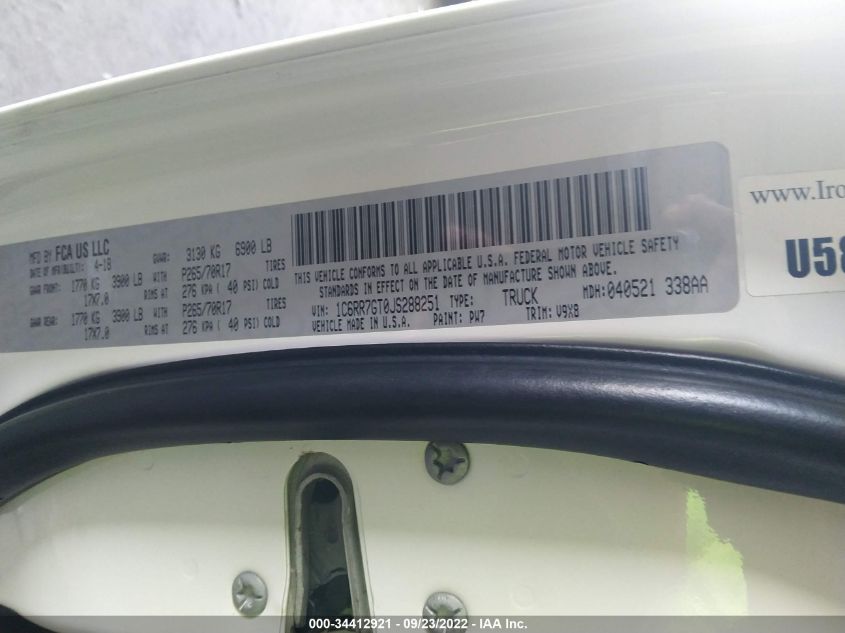 MFD BY FCA US LLC
DATE OF MFR(BUILT): 4-18 GVWR: 3130 KG 6900 LB
GAWR FRONT: 1770 KG 3900 LB WITH P265/70R17 TIRES
17X7.0 RIMS AT 276 KPA ( 40 PSI) COLD
GAWR REAR: 1770 KG 3900 LB WITH P265/70R17 TIRES
17X7.0 RIMS AT 276 KPA ( 40 PSI) COLD
THIS VEHICLE CONFORMS TO ALL APPLICABLE U.S.A. FEDERAL MOTOR VEHICLE SAFETY
STANDARDS IN EFFECT ON THE DATE OF MANUFACTURE SHOWN ABOVE.
VIN: 1C6RR7GT0JS288251 TYPE: TRUCK MDH:040521 338AA
VEHICLE MADE IN U.S.A. PAINT: PW7 TRIM: V9X8
www.Iro
U58
000-34412921 - 09/23/2022 - IAA Inc.